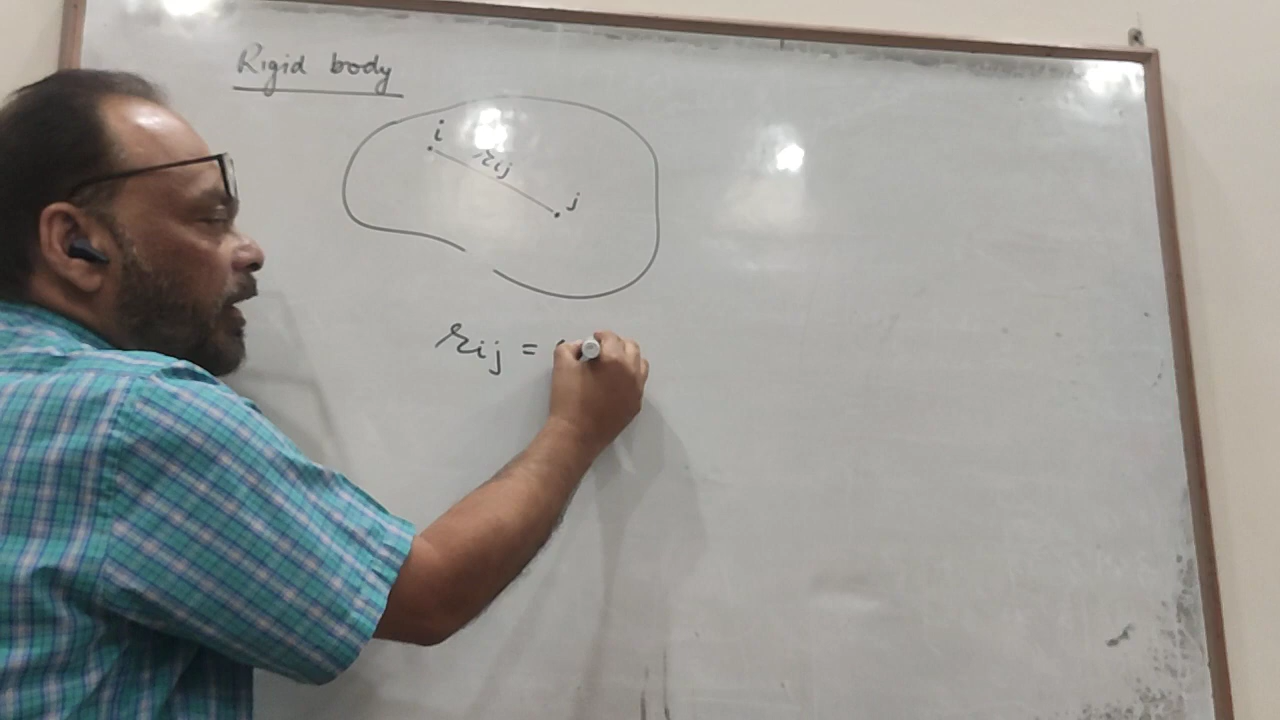 Rigid body
i
rij
j
rij =